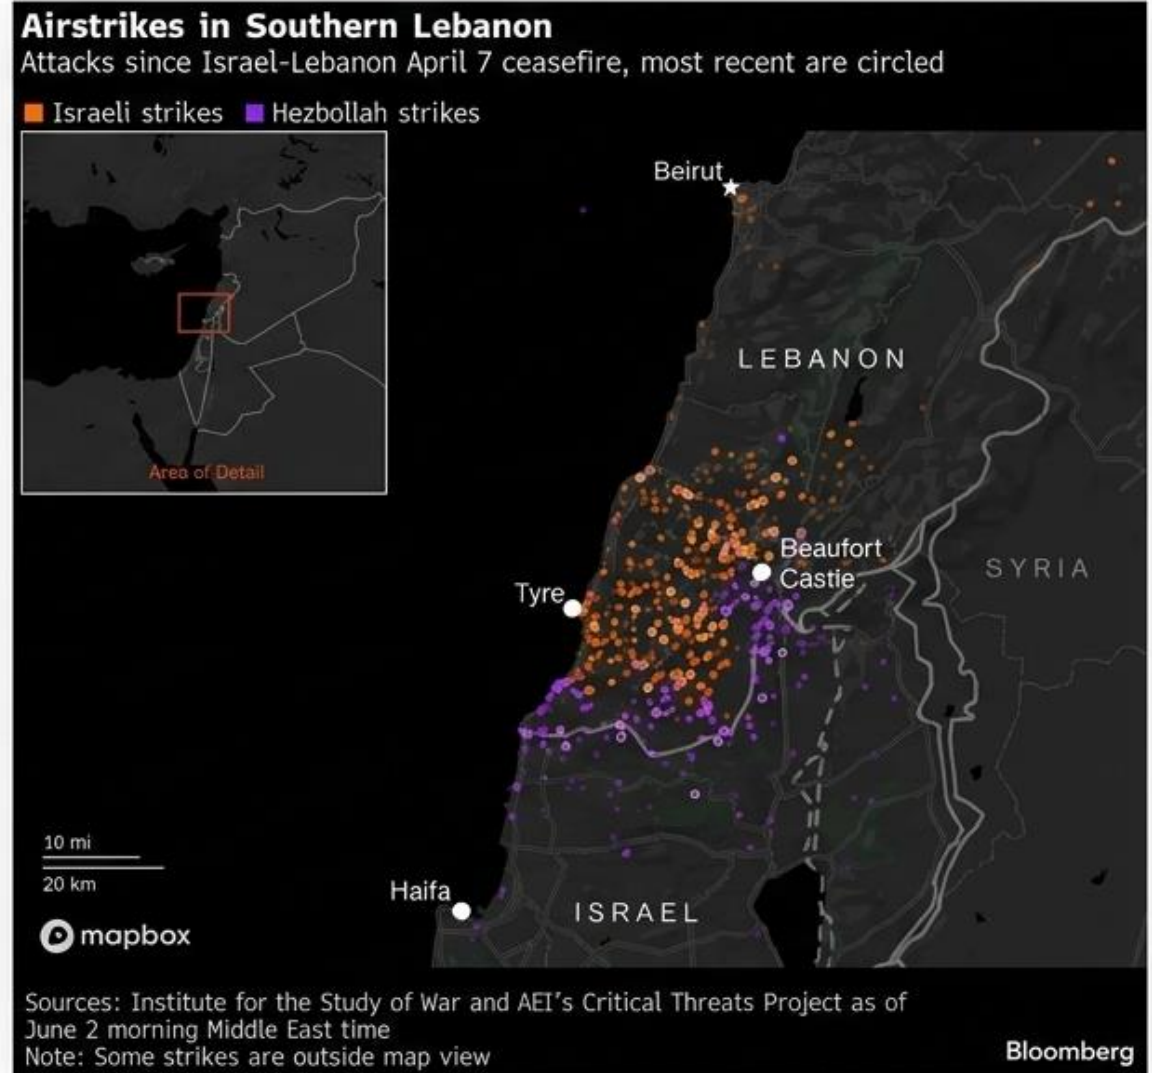 Airstrikes in Southern Lebanon
Attacks since Israel-Lebanon April 7 ceasefire, most recent are circled
Israeli strikes Hezbollah strikes
Beirut
LEBANON
Area of Detail
Beaufort
Castie
SYRIA
Tyre
10 mi
20 km
Haifa
ISRAEL
mapbox
Sources: Institute for the Study of War and AEI's Critical Threats Project as of
June 2 morning Middle East time
Note: Some strikes are outside map view
Bloomberg